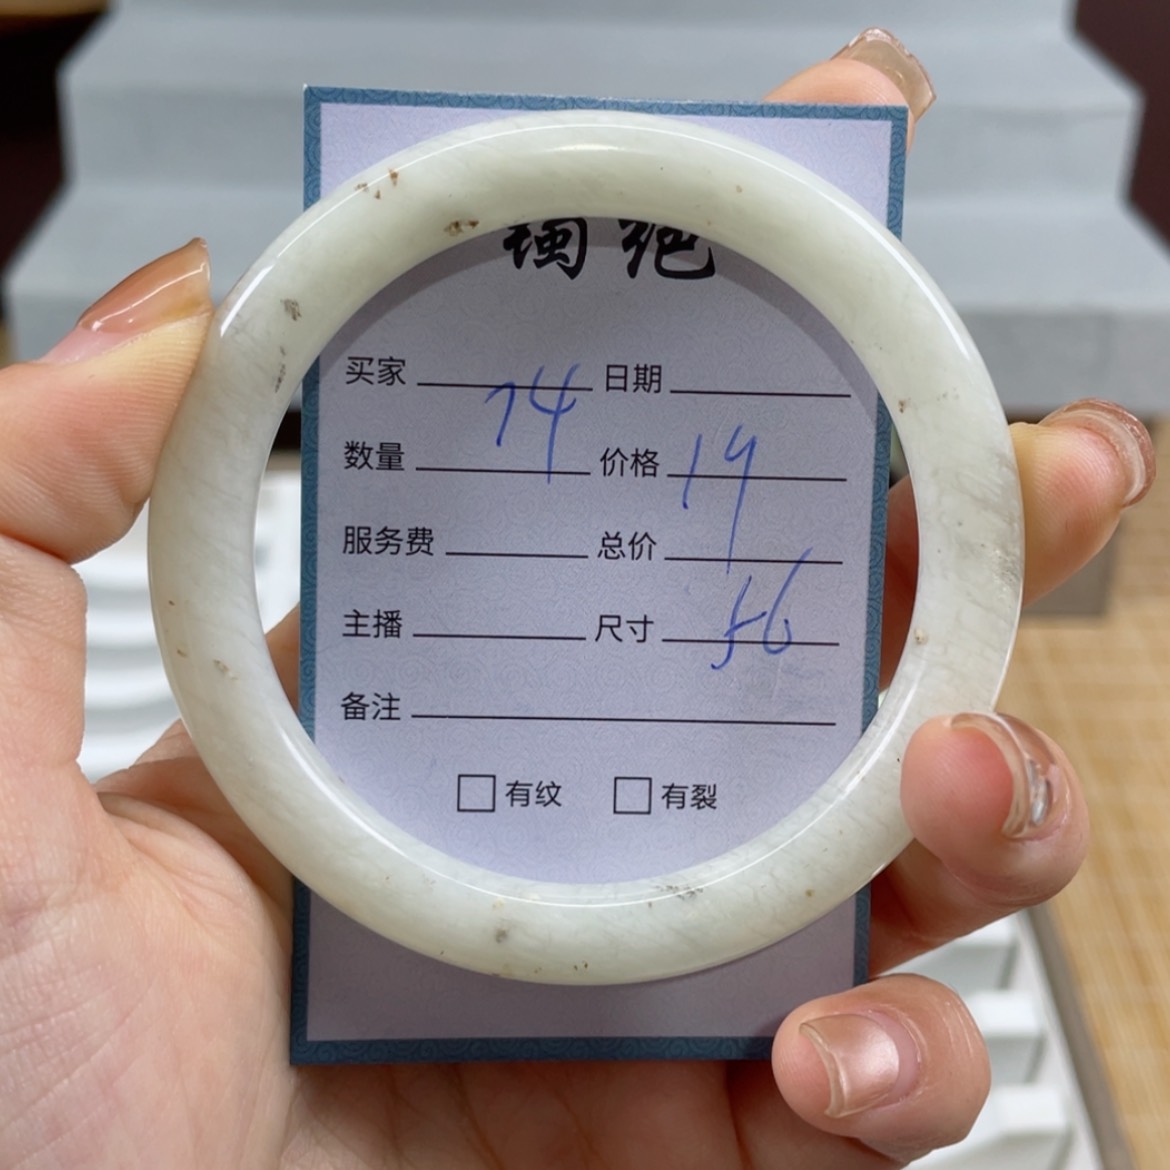 买家 日期
74
数量 价格 19
服务费 总价
主播 尺寸 56
备注
有纹 有裂